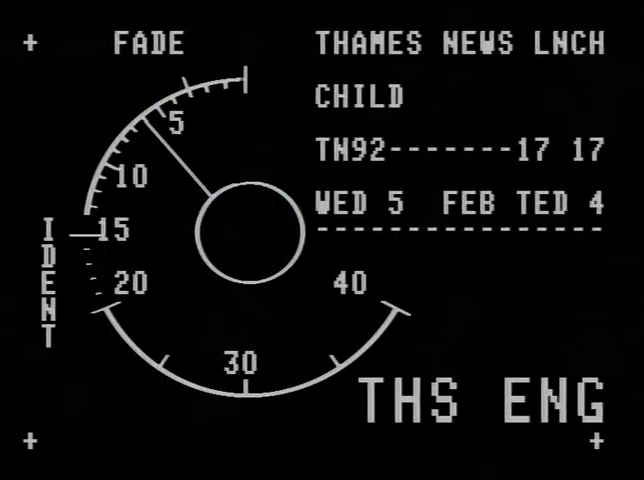 + FADE THAMES NEWS LNCH
CHILD
5
TN92-------17 17
10
WED 5 FEB TED 4
----------------
IDENT
15
20 40
30
THS ENG
+ +